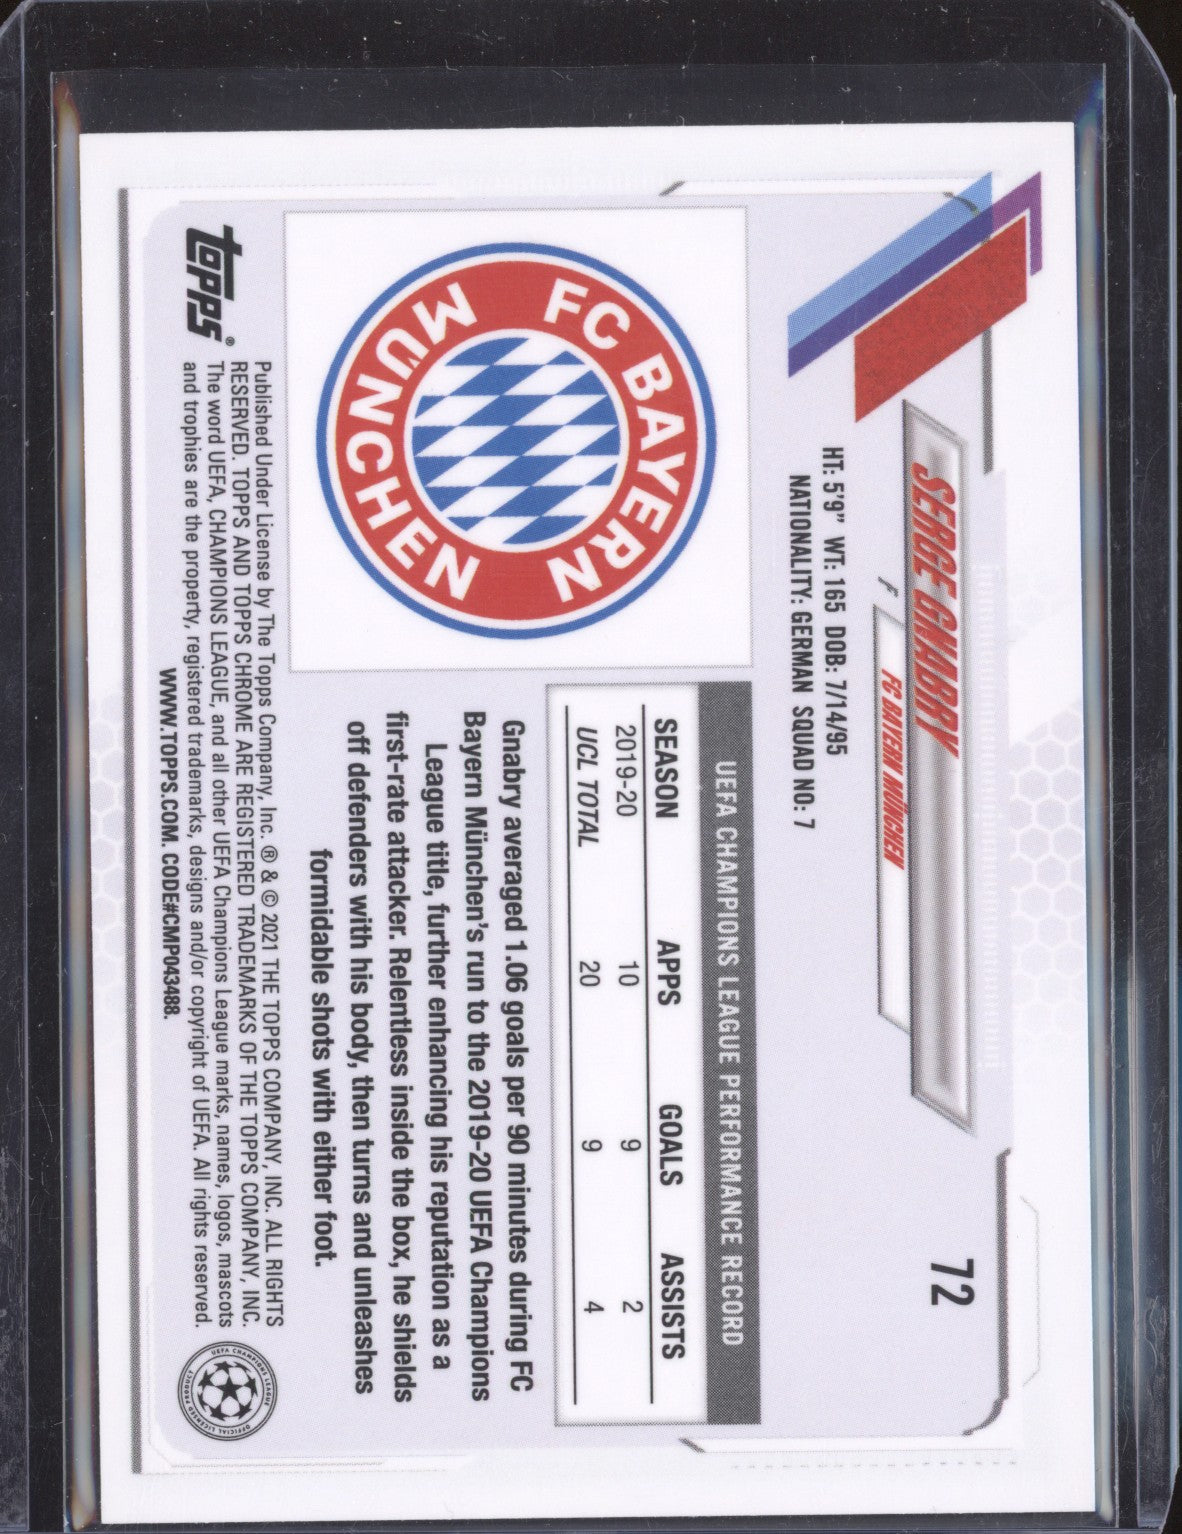 72
SERGE GNABRY
F FC BAYERN MÜNCHEN
HT: 5'9" WT: 165 DOB: 7/14/95
NATIONALITY: GERMAN SQUAD NO: 7
FC BAYERN
MÜNCHEN
UEFA CHAMPIONS LEAGUE PERFORMANCE RECORD
SEASON APPS GOALS ASSISTS
2019-20 10 9 2
UCL TOTAL 20 9 4
Gnabry averaged 1.06 goals per 90 minutes during FC
Bayern München's run to the 2019-20 UEFA Champions
League title, further enhancing his reputation as a
first-rate attacker. Relentless inside the box, he shields
off defenders with his body, then turns and unleashes
formidable shots with either foot.
Topps®
Published Under License by The Topps Company, Inc. ® & © 2021 THE TOPPS COMPANY, INC. ALL RIGHTS
RESERVED. TOPPS AND TOPPS CHROME ARE REGISTERED TRADEMARKS OF THE TOPPS COMPANY, INC.
The word UEFA, CHAMPIONS LEAGUE, and all other UEFA Champions League marks, names, logos, mascots
and trophies are the property, registered trademarks, designs and/or copyright of UEFA. All rights reserved.
WWW.TOPPS.COM. CODE#CMP043488.
UEFA CHAMPIONS LEAGUE
OFFICIAL LICENSED PRODUCT